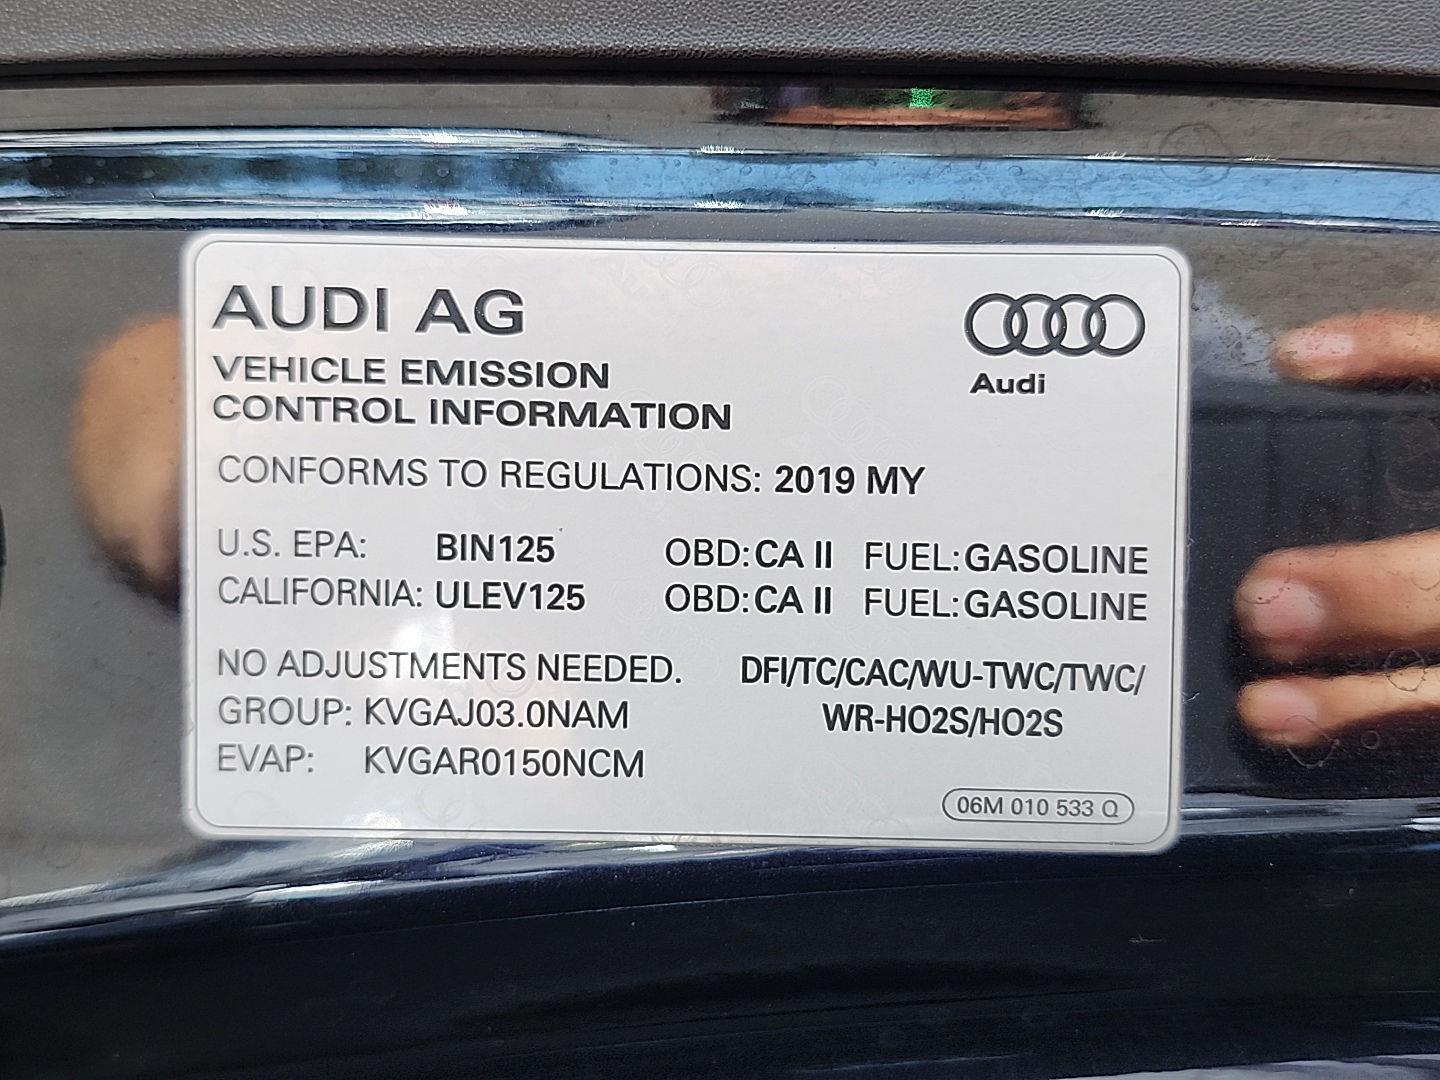 AUDI AG
Audi
VEHICLE EMISSION
CONTROL INFORMATION
CONFORMS TO REGULATIONS: 2019 MY
U.S. EPA: BIN125 OBD:CA II FUEL:GASOLINE
CALIFORNIA: ULEV125 OBD:CA II FUEL:GASOLINE
NO ADJUSTMENTS NEEDED. DFI/TC/CAC/WU-TWC/TWC/
GROUP: KVGAJ03.0NAM WR-HO2S/HO2S
EVAP: KVGAR0150NCM
06M 010 533 Q